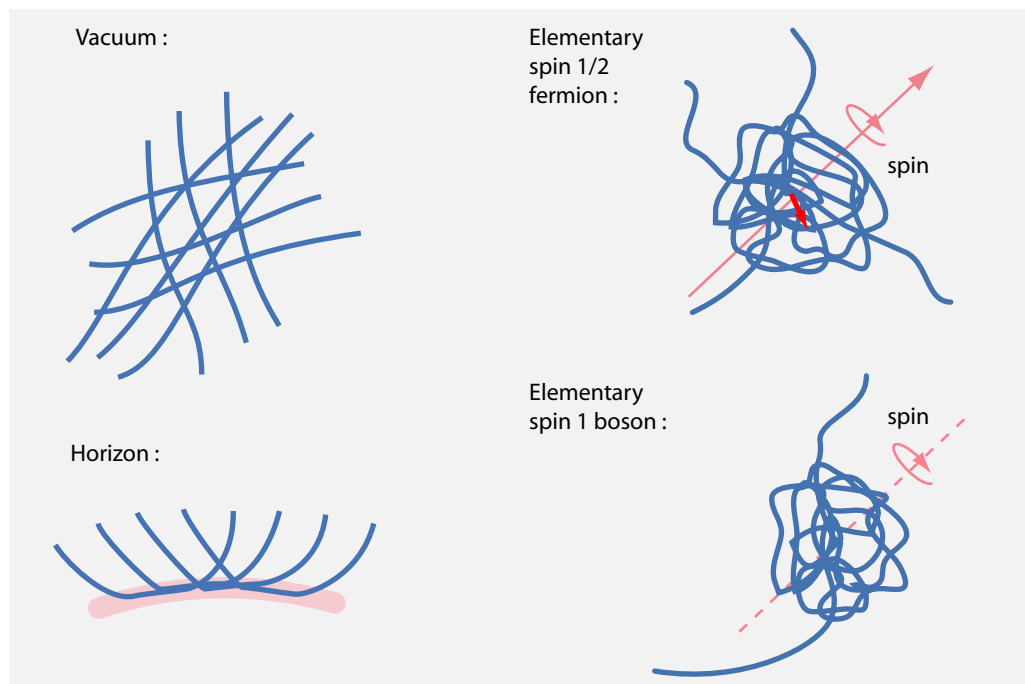 Vacuum :
Elementary
spin 1/2
fermion :
spin
Elementary
spin 1 boson :
spin
Horizon :